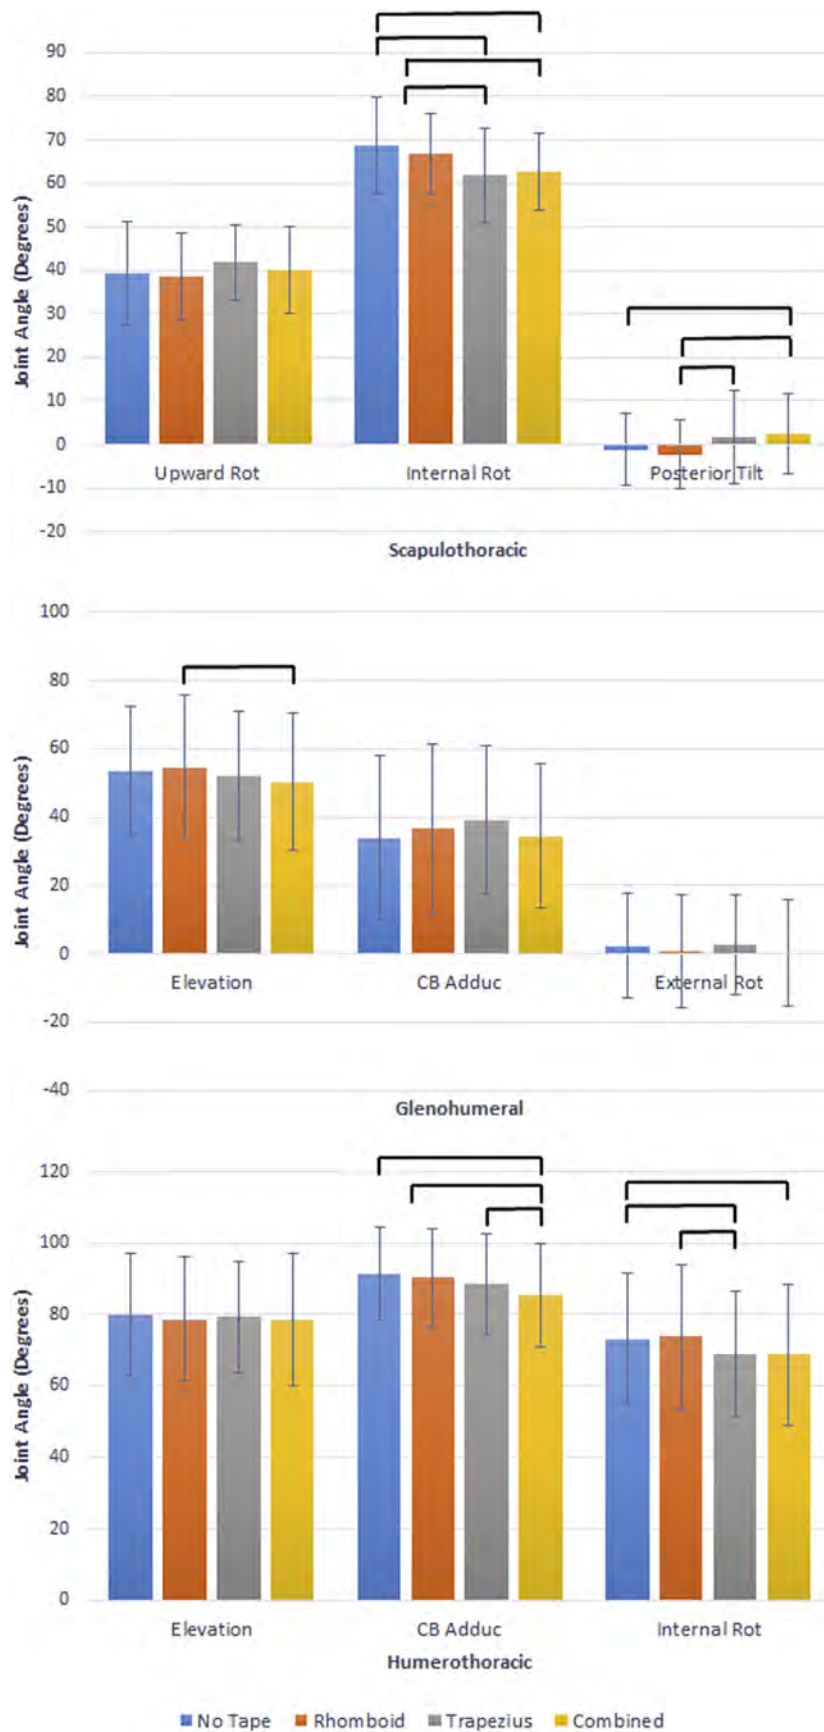 90
80
70
60
50
40
30
20
10
0
-10
-20
Joint Angle (Degrees)
Upward Rot Internal Rot Posterior Tilt
Scapulothoracic
100
80
60
40
20
0
-20
-40
Joint Angle (Degrees)
Elevation CB Adduc External Rot
Glenohumeral
120
100
80
60
40
20
0
Joint Angle (Degrees)
Elevation CB Adduc Internal Rot
Humerothoracic
No Tape Rhomboid Trapezius Combined